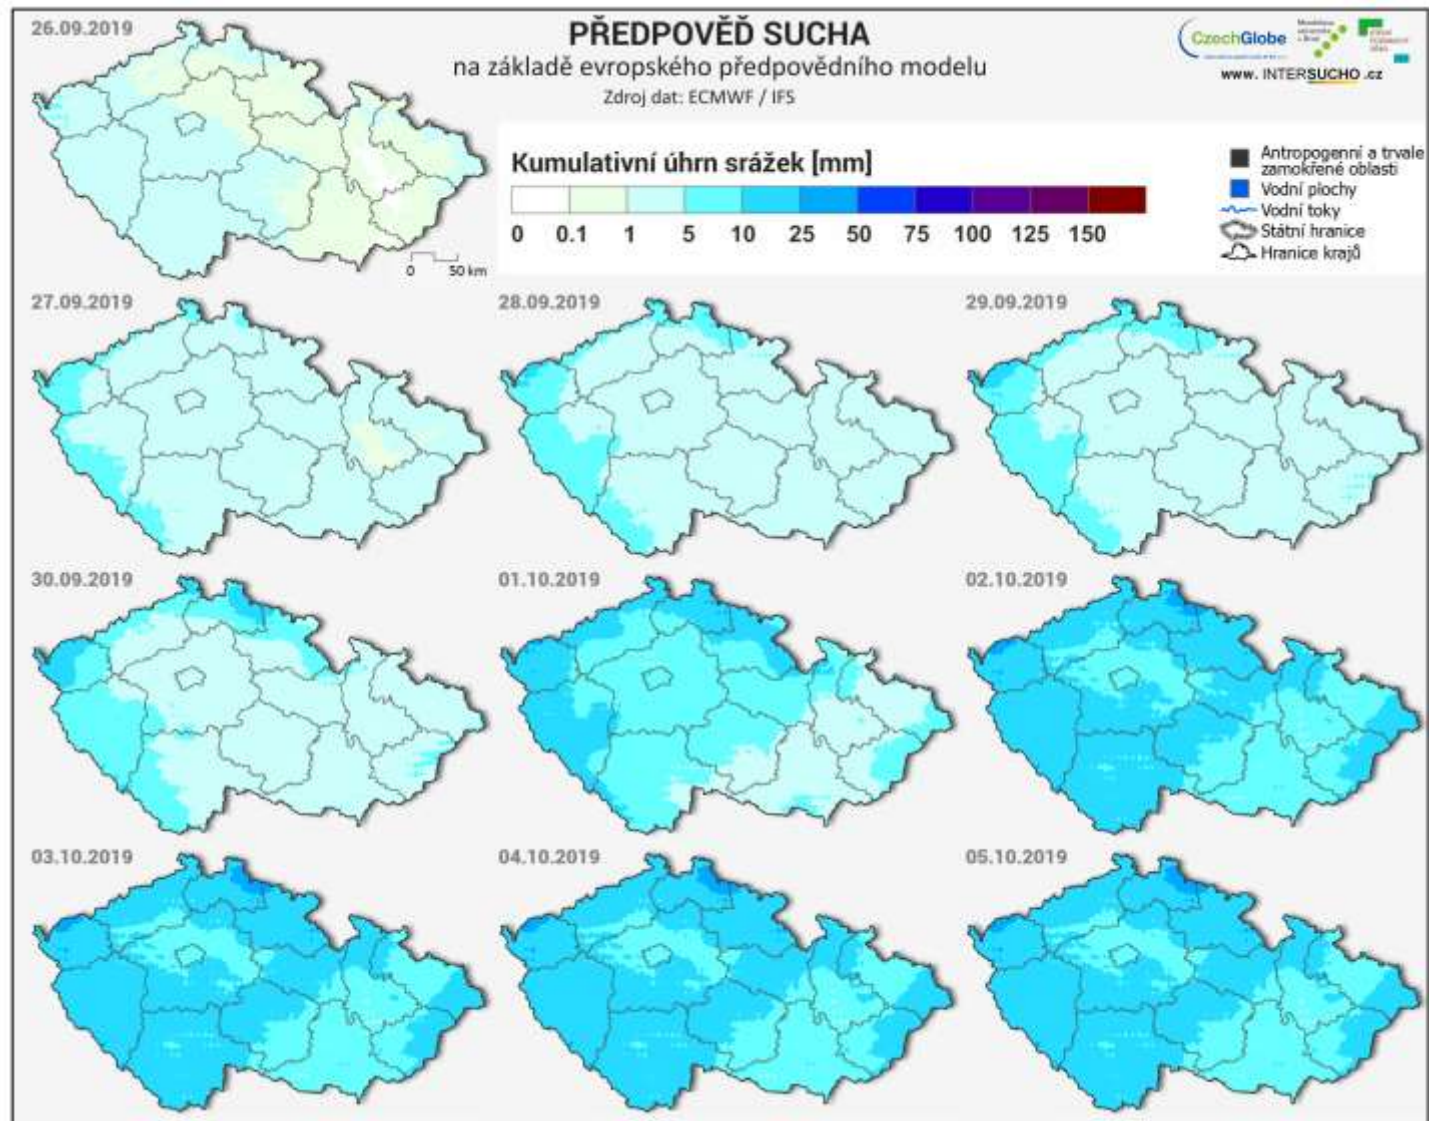 26.09.2019
PŘEDPOVĚĎ SUCHA
na základě evropského předpovědního modelu
Zdroj dat: ECMWF / IFS
CzechGlobe
www. INTERSUCHO .cz
Kumulativní úhrn srážek [mm]
0 0.1 1 5 10 25 50 75 100 125 150
Antropogenní a trvale
zamokřené oblasti
Vodní plochy
Vodní toky
Státní hranice
Hranice krajů
0 50 km
27.09.2019
28.09.2019
29.09.2019
30.09.2019
01.10.2019
02.10.2019
03.10.2019
04.10.2019
05.10.2019